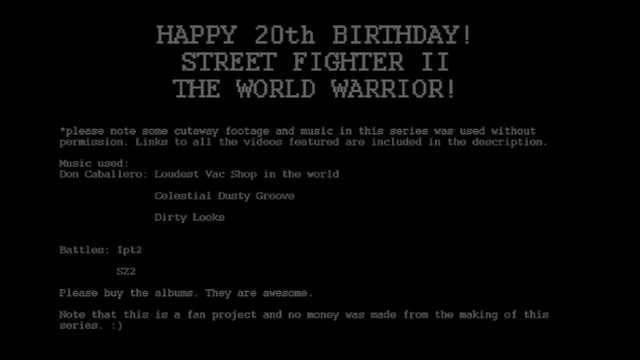 HAPPY 20th BIRTHDAY!
STREET FIGHTER II
THE WORLD WARRIOR!
*please note some cutaway footage and music in this series was used without
permission. Links to all the videos featured are included in the description.
Music used:
Don Caballero: Loudest Vac Shop in the world
Celestial Dusty Groove
Dirty Looks
Battles: Ipt2
SZ2
Please buy the albums. They are awesome.
Note that this is a fan project and no money was made from the making of this
series. :)